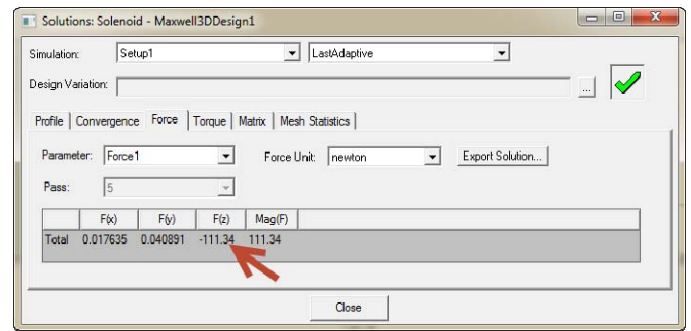 Solutions: Solenoid - Maxwell3DDesign1
Simulation: Setup1 LastAdaptive
Design Variation: ...
Profile Convergence Force Torque Matrix Mesh Statistics
Parameter: Force1 Force Unit: newton Export Solution...
Pass: 5
F(x) F(y) F(z) Mag(F)
Total 0.017635 0.040891 -111.34 111.34
Close